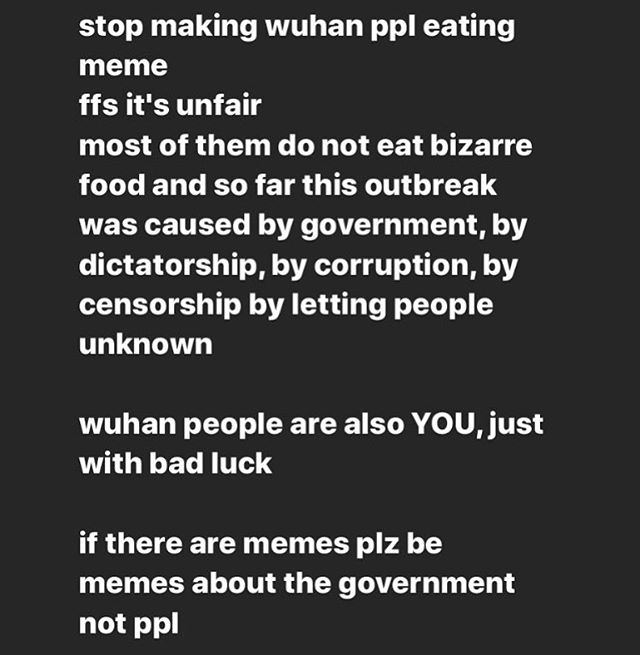 stop making wuhan ppl eating
meme
ffs it's unfair
most of them do not eat bizarre
food and so far this outbreak
was caused by government, by
dictatorship, by corruption, by
censorship by letting people
unknown
wuhan people are also YOU, just
with bad luck
if there are memes plz be
memes about the government
not ppl